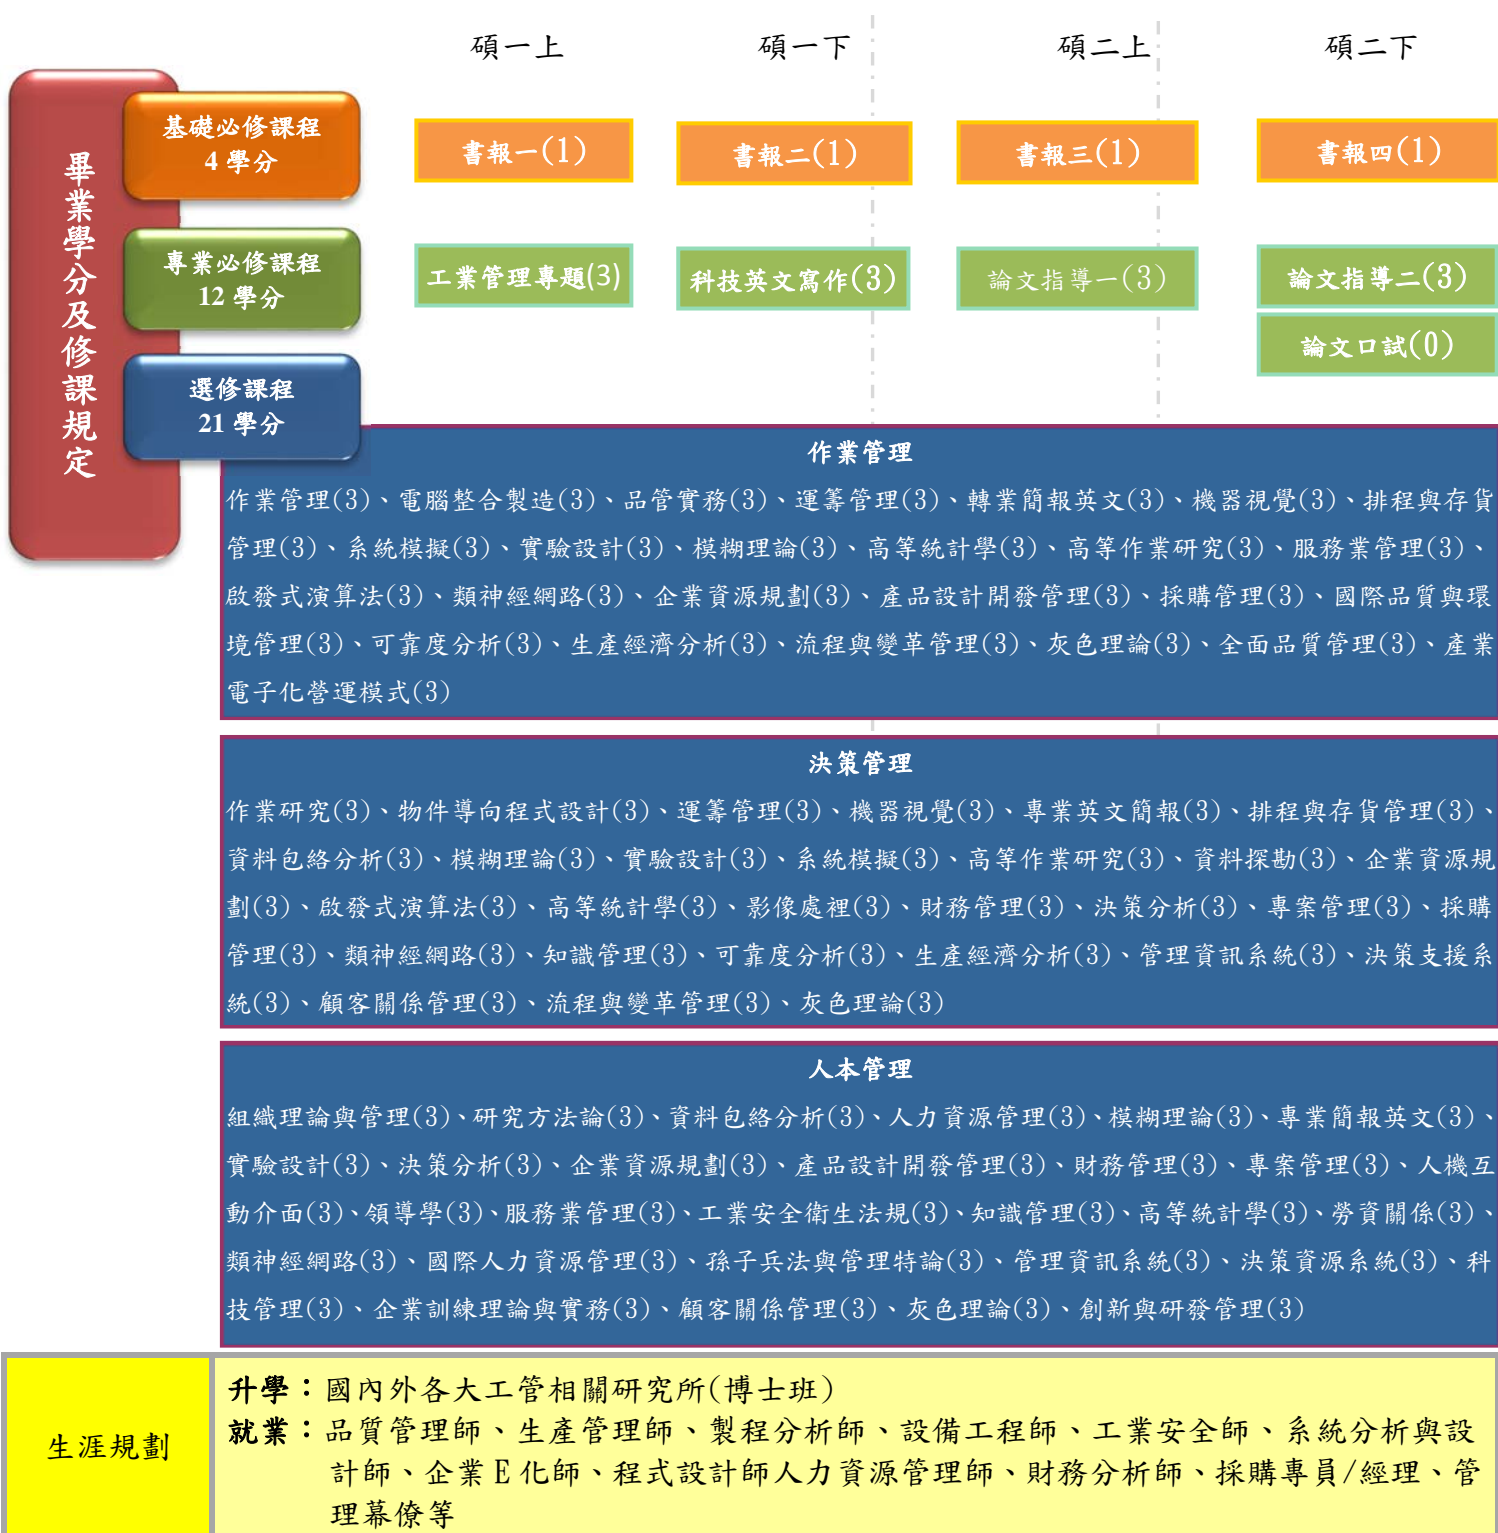 碩一上 碩一下 碩二上 碩二下
畢業學分及修課規定
基礎必修課程
4 學分
書報一(1) 書報二(1) 書報三(1) 書報四(1)
專業必修課程
12 學分
工業管理專題(3) 科技英文寫作(3) 論文指導一(3) 論文指導二(3)
論文口試(0)
選修課程
21 學分
作業管理
作業管理(3)、電腦整合製造(3)、品管實務(3)、運籌管理(3)、轉業簡報英文(3)、機器視覺(3)、排程與存貨
管理(3)、系統模擬(3)、實驗設計(3)、模糊理論(3)、高等統計學(3)、高等作業研究(3)、服務業管理(3)、
啟發式演算法(3)、類神經網路(3)、企業資源規劃(3)、產品設計開發管理(3)、採購管理(3)、國際品質與環
境管理(3)、可靠度分析(3)、生產經濟分析(3)、流程與變革管理(3)、灰色理論(3)、全面品質管理(3)、產業
電子化營運模式(3)
決策管理
作業研究(3)、物件導向程式設計(3)、運籌管理(3)、機器視覺(3)、專業英文簡報(3)、排程與存貨管理(3)、
資料包絡分析(3)、模糊理論(3)、實驗設計(3)、系統模擬(3)、高等作業研究(3)、資料探勘(3)、企業資源規
劃(3)、啟發式演算法(3)、高等統計學(3)、影像處裡(3)、財務管理(3)、決策分析(3)、專案管理(3)、採購
管理(3)、類神經網路(3)、知識管理(3)、可靠度分析(3)、生產經濟分析(3)、管理資訊系統(3)、決策支援系
統(3)、顧客關係管理(3)、流程與變革管理(3)、灰色理論(3)
人本管理
組織理論與管理(3)、研究方法論(3)、資料包絡分析(3)、人力資源管理(3)、模糊理論(3)、專業簡報英文(3)、
實驗設計(3)、決策分析(3)、企業資源規劃(3)、產品設計開發管理(3)、財務管理(3)、專案管理(3)、人機互
動介面(3)、領導學(3)、服務業管理(3)、工業安全衛生法規(3)、知識管理(3)、高等統計學(3)、勞資關係(3)、
類神經網路(3)、國際人力資源管理(3)、孫子兵法與管理特論(3)、管理資訊系統(3)、決策資源系統(3)、科
技管理(3)、企業訓練理論與實務(3)、顧客關係管理(3)、灰色理論(3)、創新與研發管理(3)
生涯規劃
升學：國內外各大工管相關研究所(博士班)
就業：品質管理師、生產管理師、製程分析師、設備工程師、工業安全師、系統分析與設
計師、企業 E 化師、程式設計師人力資源管理師、財務分析師、採購專員/經理、管
理幕僚等